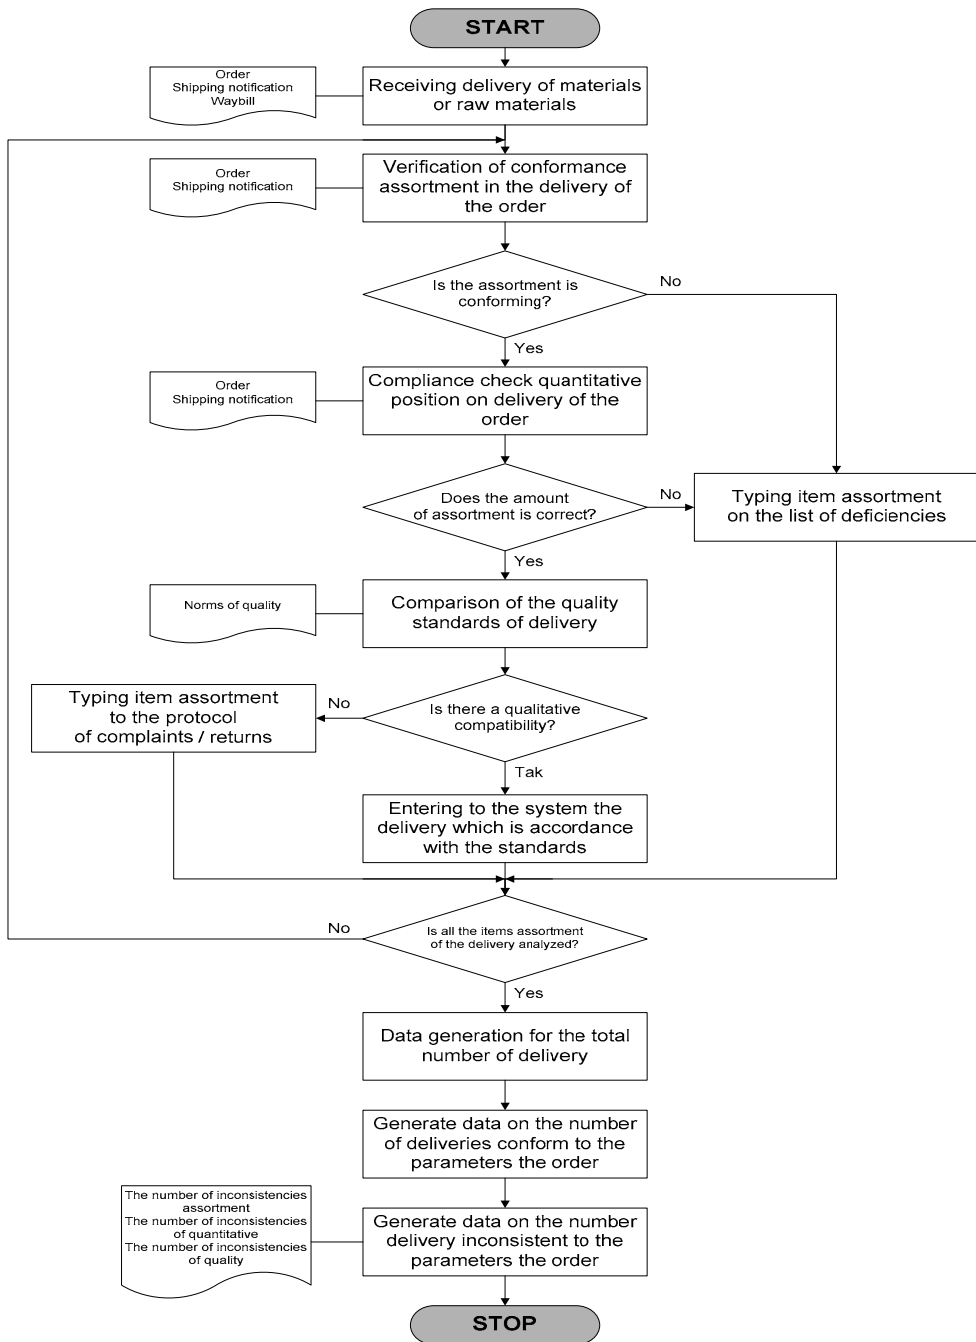 START
Order
Shipping notification
Waybill
Receiving delivery of materials
or raw materials
Order
Shipping notification
Verification of conformance
assortment in the delivery of
the order
Is the assortment is
conforming?
No
Yes
Order
Shipping notification
Compliance check quantitative
position on delivery of the
order
Does the amount
of assortment is correct?
No
Typing item assortment
on the list of deficiencies
Yes
Norms of quality
Comparison of the quality
standards of delivery
Typing item assortment
to the protocol
of complaints / returns
No
Is there a qualitative
compatibility?
Tak
Entering to the system the
delivery which is accordance
with the standards
No
Is all the items assortment
of the delivery analyzed?
Yes
Data generation for the total
number of delivery
Generate data on the number
of deliveries conform to the
parameters the order
The number of inconsistencies
assortment
The number of inconsistencies
of quantitative
The number of inconsistencies
of quality
Generate data on the number
delivery inconsistent to the
parameters the order
STOP